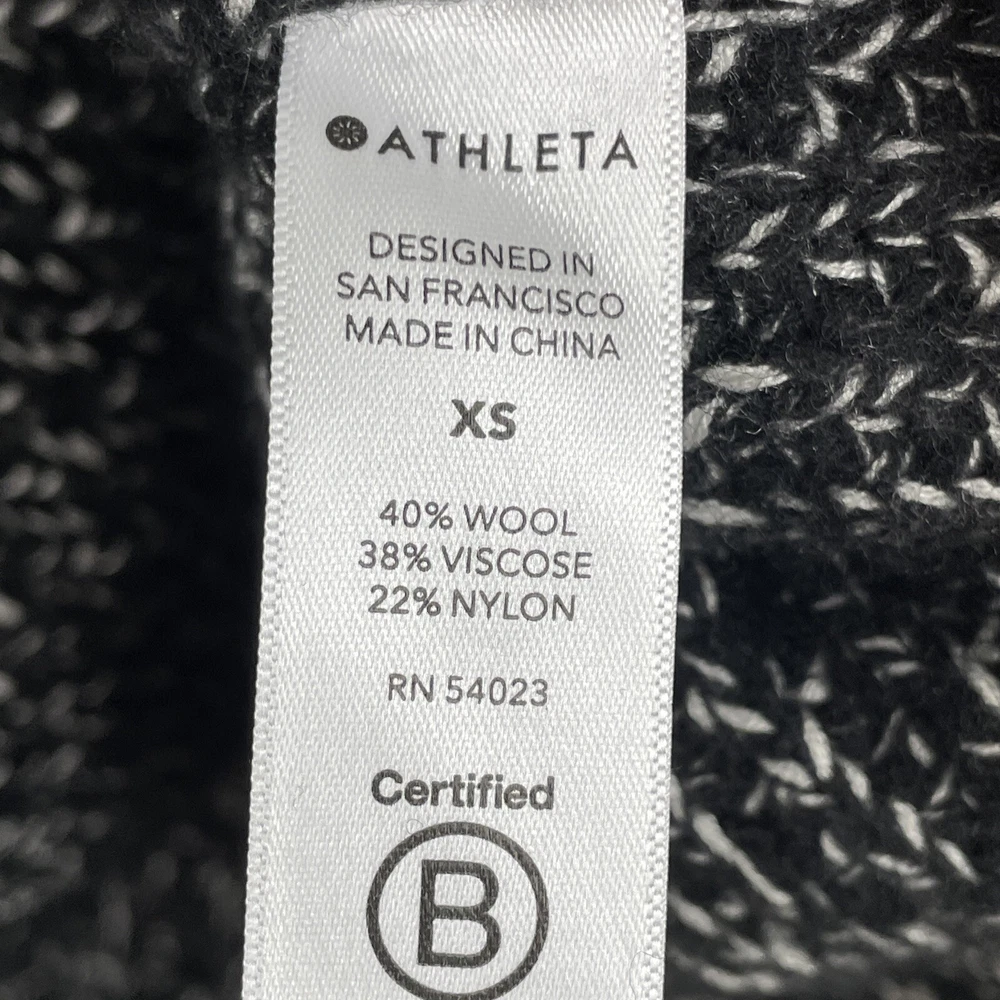 ATHLETA
DESIGNED IN
SAN FRANCISCO
MADE IN CHINA
XS
40% WOOL
38% VISCOSE
22% NYLON
RN 54023
Certified
B